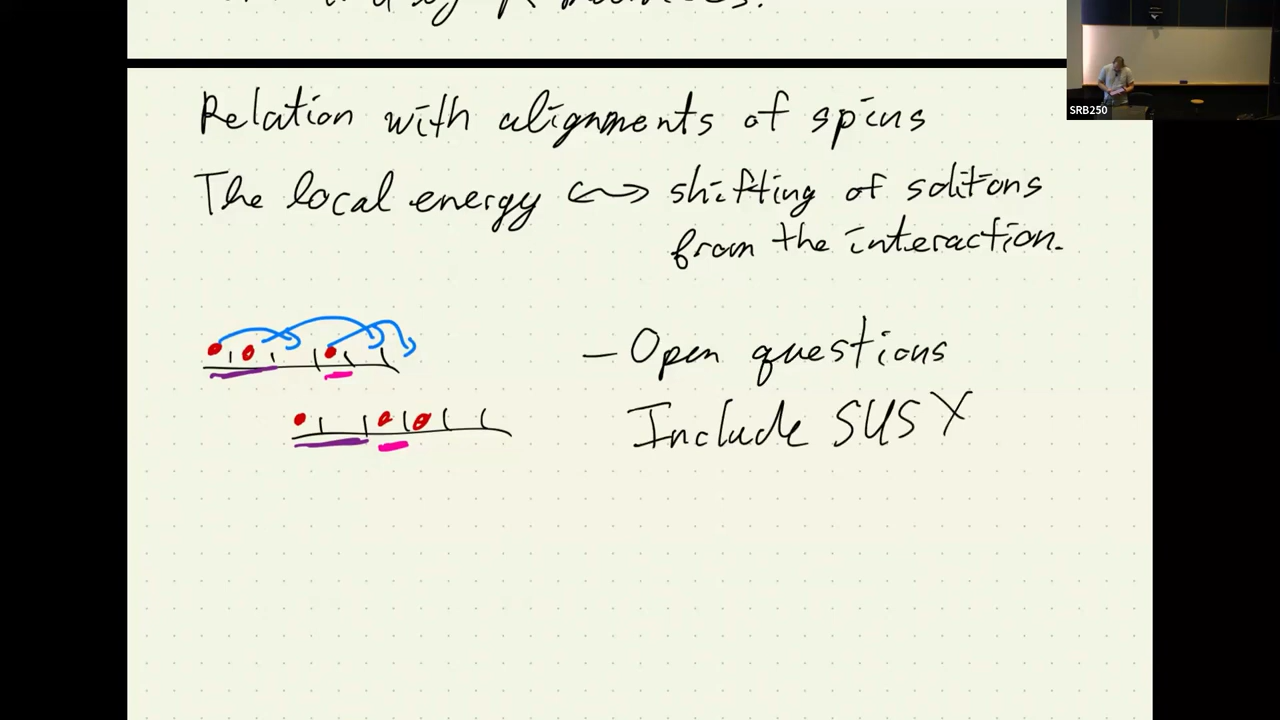 Relation with alignments of spins
The local energy ↔ shifting of solitons
from the interaction.
— Open questions
Include SUSY
SRB250